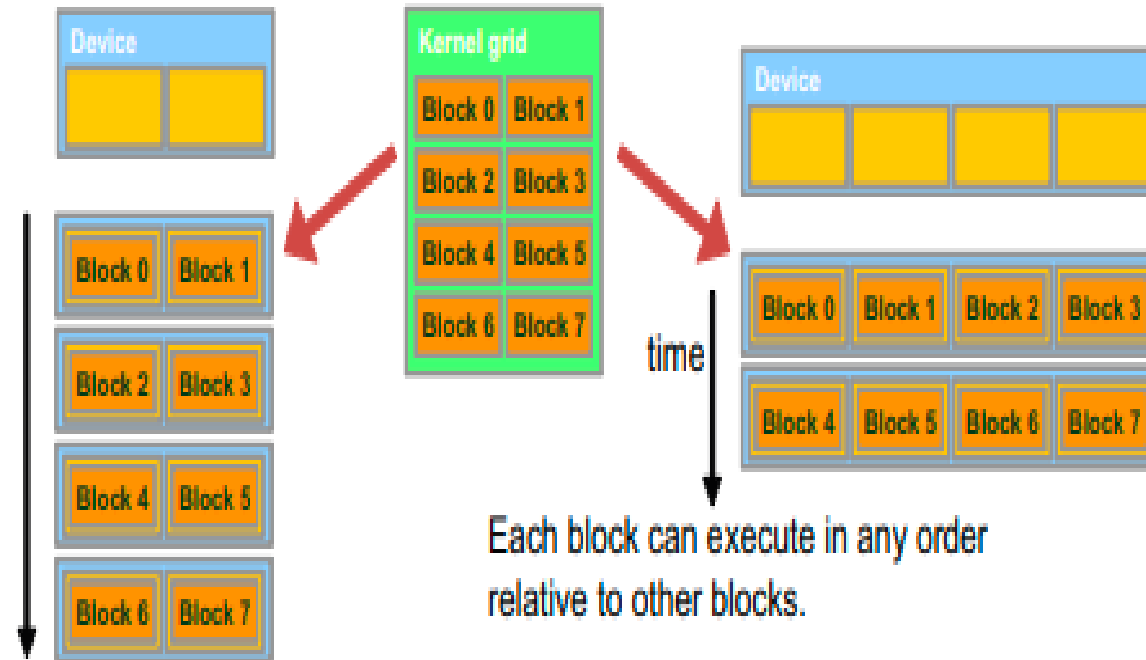 Device
Block 0 Block 1
Block 2 Block 3
Block 4 Block 5
Block 6 Block 7
Kernel grid
Block 0 Block 1
Block 2 Block 3
Block 4 Block 5
Block 6 Block 7
Device
time
Block 0 Block 1 Block 2 Block 3
Block 4 Block 5 Block 6 Block 7
Each block can execute in any order
relative to other blocks.